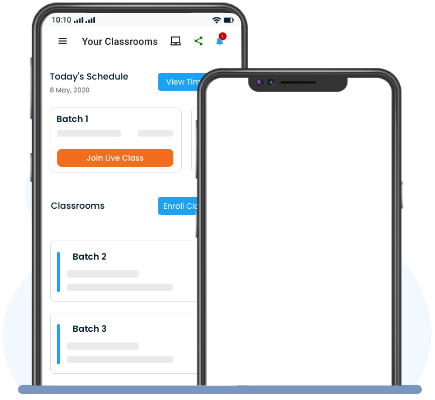 10:10
Your Classrooms
1
Today's Schedule
View Tim
8 May, 2020
Batch 1
Join Live Class
Classrooms
Enroll Cla
Batch 2
Batch 3